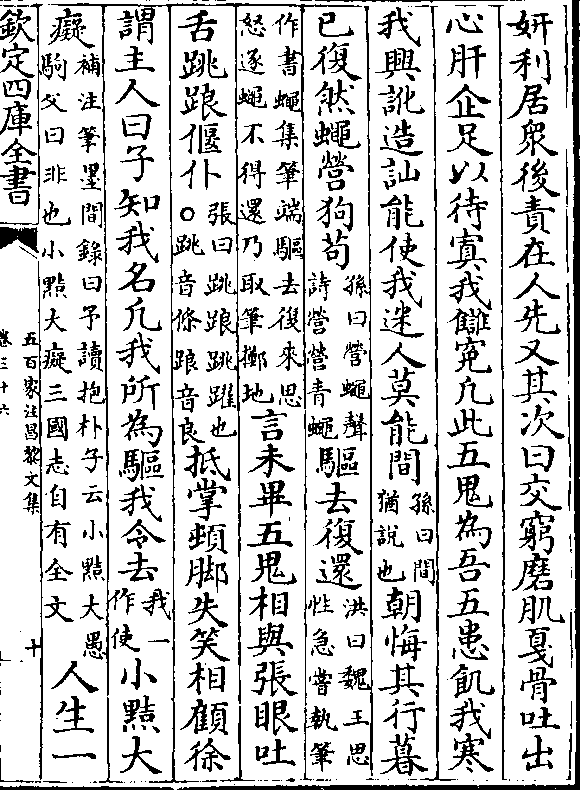 妍利居衆後責在人先又其次曰交窮磨肌戞骨吐出
心肝企足以待寘我讎寃凡此五鬼為吾五患飢我寒
我興訛造訕能使我迷人莫能間孫曰間猶説也朝悔其行暮
已復然蠅營狗苟孫曰營蠅聲詩營營青蠅驅去復還洪曰魏王思性急嘗執筆
作書蠅集筆端驅去復來思怒逐蠅不得還乃取筆擲地言未畢五鬼相與張眼吐
舌跳踉偃仆張曰跳踉跳躍也○跳音條踉音良抵掌頓脚失笑相顧徐
謂主人曰子知我名凡我所為驅我令去我一作使小黠大
癡補注筆墨間録曰予讀抱朴子云小黠大愚駒父曰非也小黠大癡三國志自有全文人生一
欽定四庫全書
五百家注昌黎文集
卷三十六
十